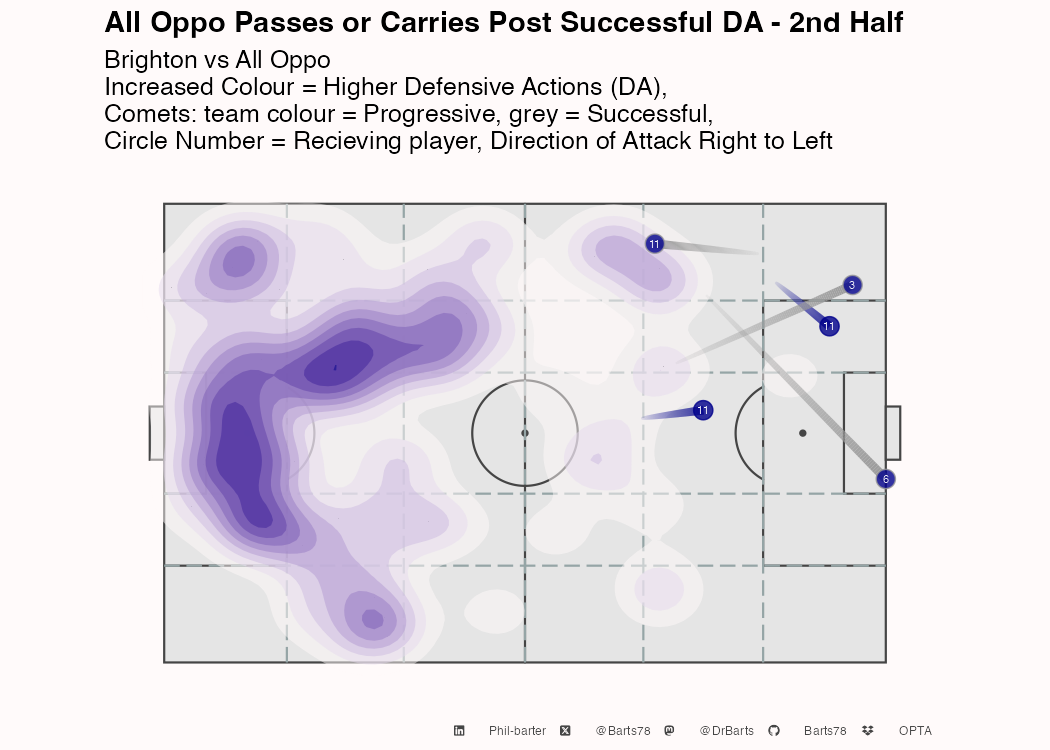 All Oppo Passes or Carries Post Successful DA - 2nd Half
Brighton vs All Oppo
Increased Colour = Higher Defensive Actions (DA),
Comets: team colour = Progressive, grey = Successful,
Circle Number = Recieving player, Direction of Attack Right to Left
11
3
11
11
6
Phil-barter @Barts78 @DrBarts Barts78 OPTA